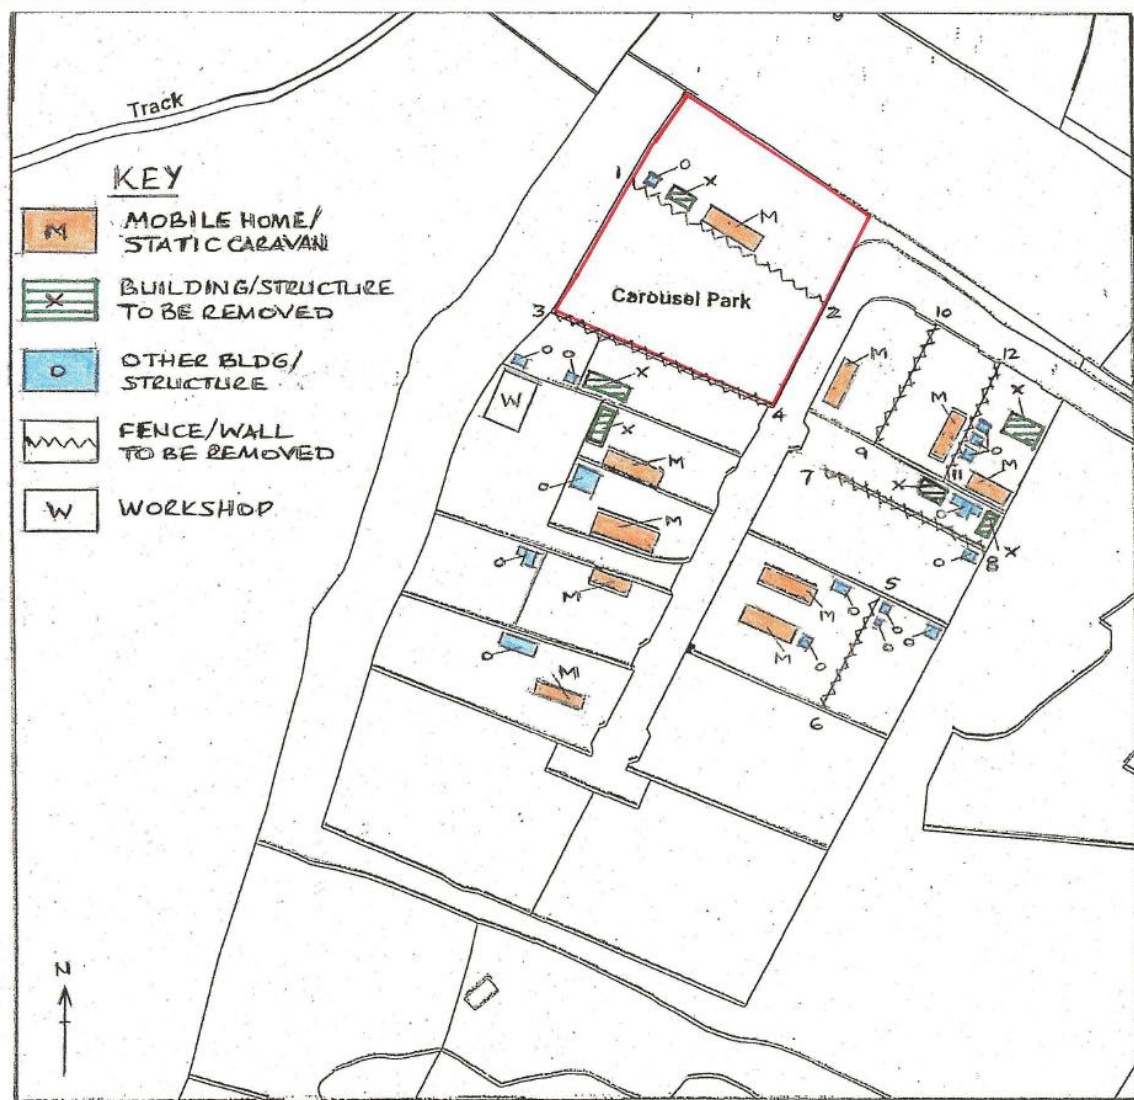 Track
KEY
M
MOBILE HOME/
STATIC CARAVAN
X
BUILDING/STRUCTURE
TO BE REMOVED
O
OTHER BLDG/
STRUCTURE
FENCE/WALL
TO BE REMOVED
W
WORKSHOP
1
O
X
M
Carousel Park
2
3
4
10
12
M
M
X
O
O
O
X
W
9
11
M
7
X
M
O
O
X
8
O
M
O
M
5
O
O
O
M
M
O
O
M
6
N